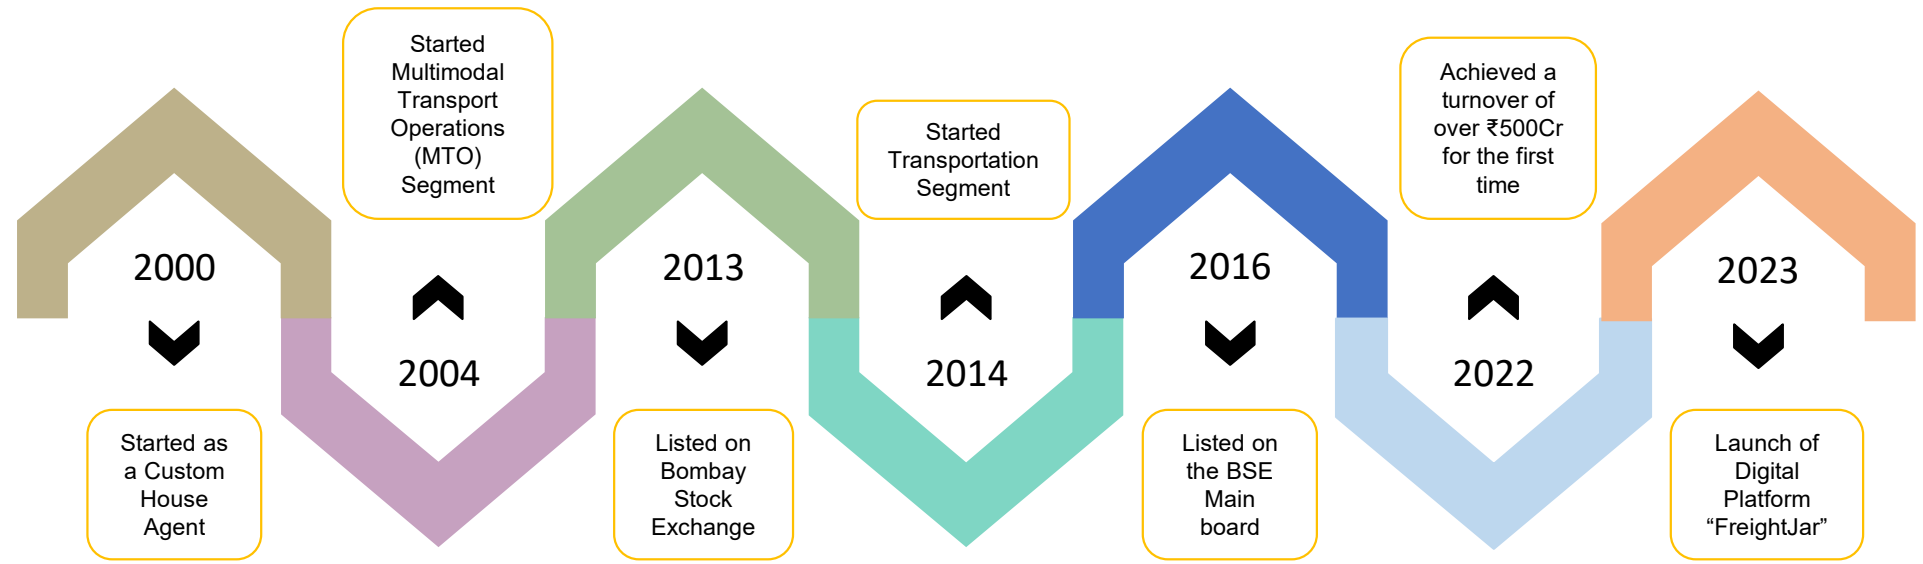 2000
Started as
a Custom
House
Agent
Started
Multimodal
Transport
Operations
(MTO)
Segment
2004
2013
Listed on
Bombay
Stock
Exchange
Started
Transportation
Segment
2014
2016
Listed on
the BSE
Main
board
Achieved a
turnover of
over ₹500Cr
for the first
time
2022
2023
Launch of
Digital
Platform
“FreightJar”